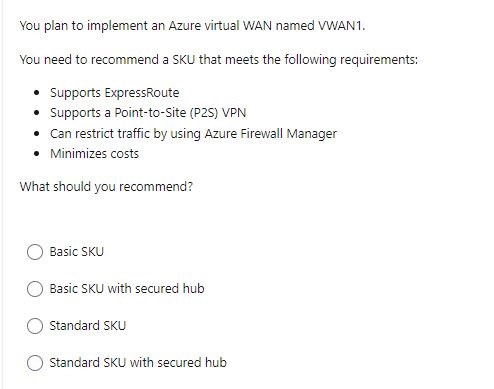 You plan to implement an Azure virtual WAN named VWAN1.
You need to recommend a SKU that meets the following requirements:
• Supports ExpressRoute
• Supports a Point-to-Site (P2S) VPN
• Can restrict traffic by using Azure Firewall Manager
• Minimizes costs
What should you recommend?
Basic SKU
Basic SKU with secured hub
Standard SKU
Standard SKU with secured hub